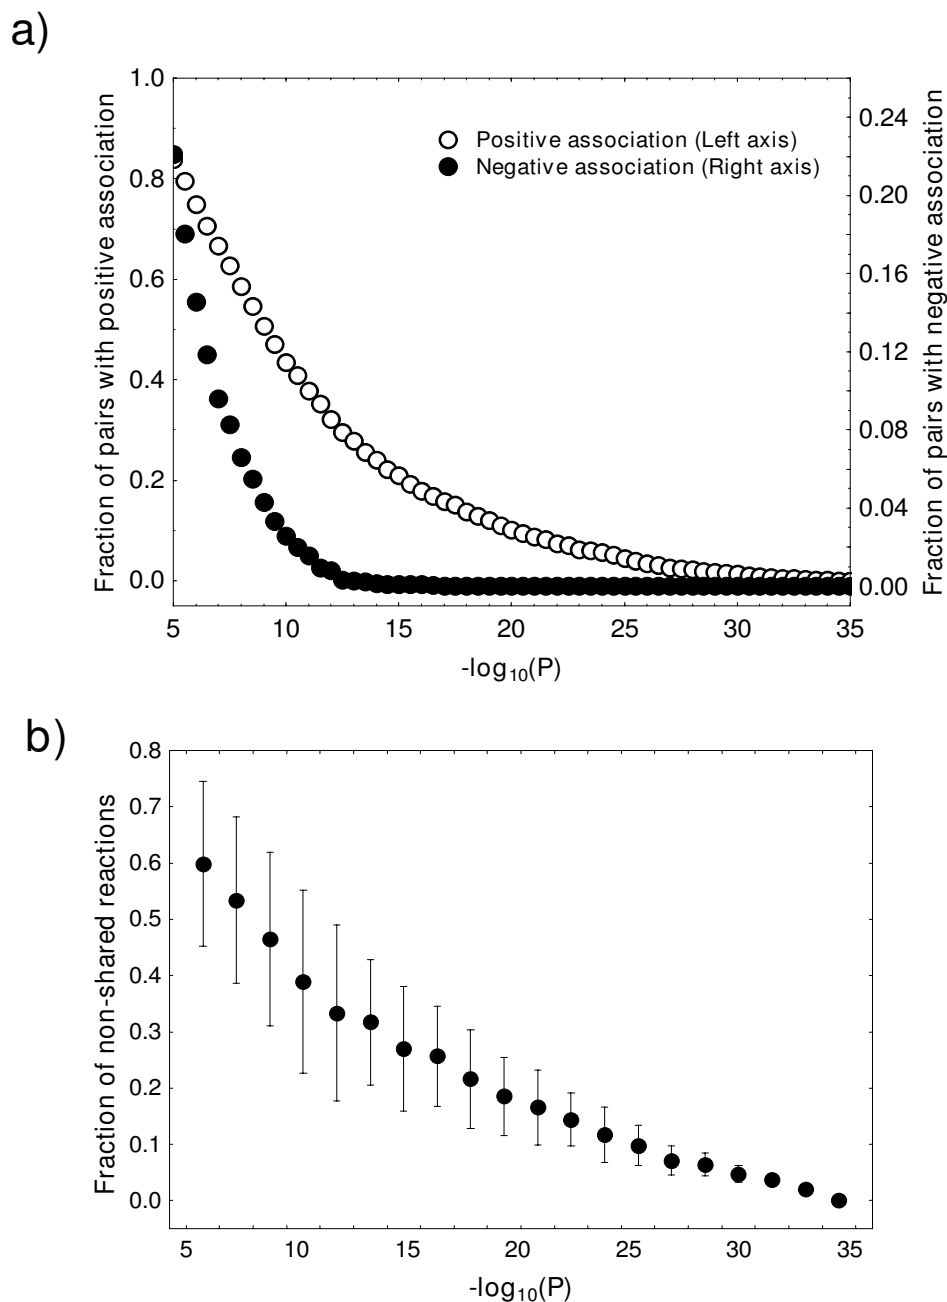 a)
Fraction of pairs with positive association
1.0
0.8
0.6
0.4
0.2
0.0
Positive association (Left axis)
Negative association (Right axis)
0.24
0.20
0.16
0.12
0.08
0.04
0.00
Fraction of pairs with negative association
5 10 15 20 25 30 35
-log₁₀(P)
b)
Fraction of non-shared reactions
0.8
0.7
0.6
0.5
0.4
0.3
0.2
0.1
0.0
5 10 15 20 25 30 35
-log₁₀(P)